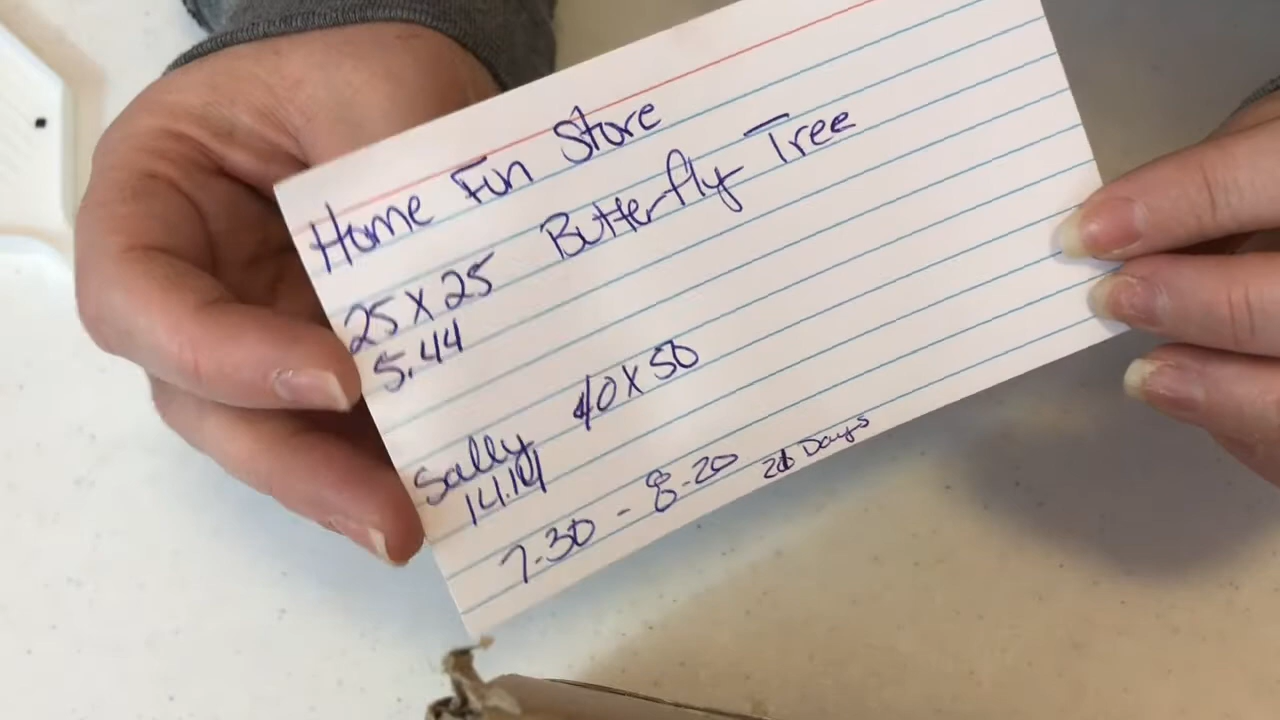 Home Fun Store
25 X 25 Butterfly Tree
5.44
Sally 40 X 50
14.14
7-30 - 8-20 Days